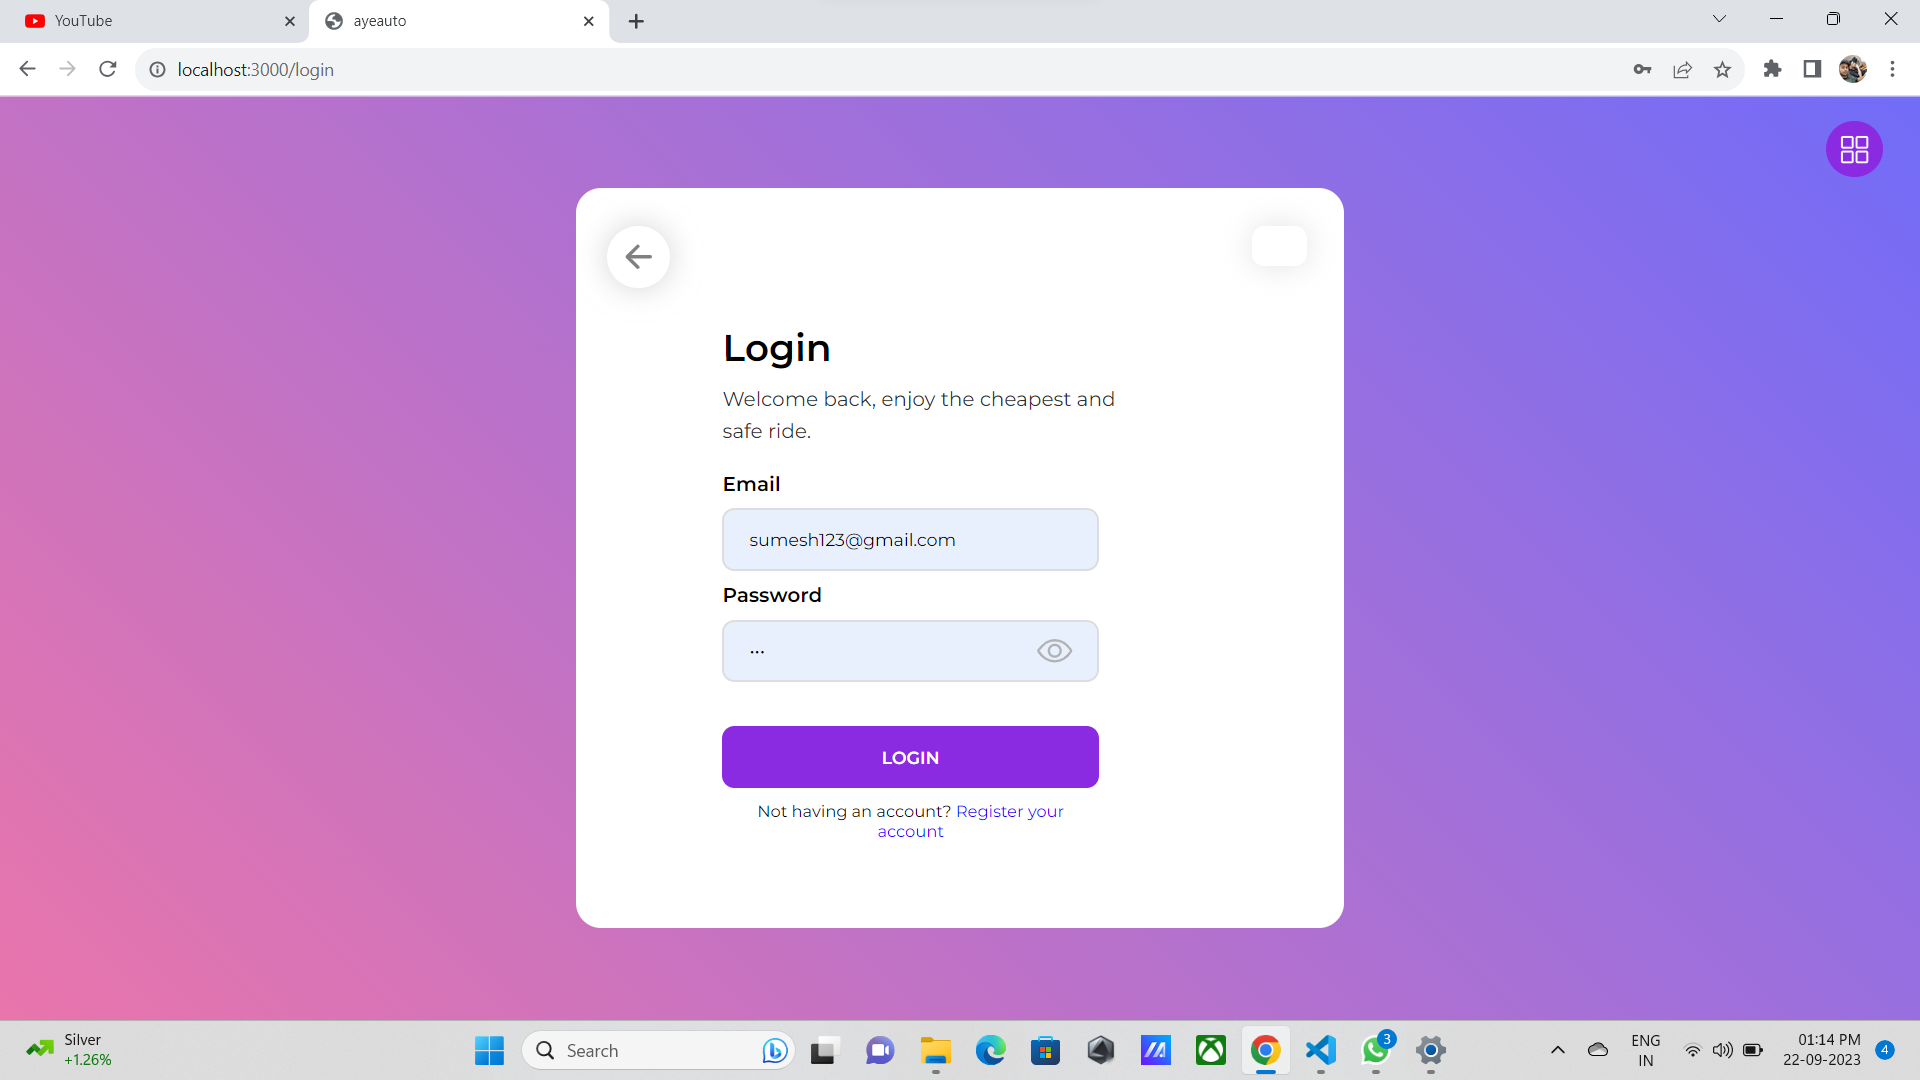 YouTube
ayeauto
localhost:3000/login
Login
Welcome back, enjoy the cheapest and
safe ride.
Email
sumesh123@gmail.com
Password
LOGIN
Not having an account? Register your
account
Silver
+1.26%
Search
3
ENG
IN
01:14 PM
22-09-2023
4